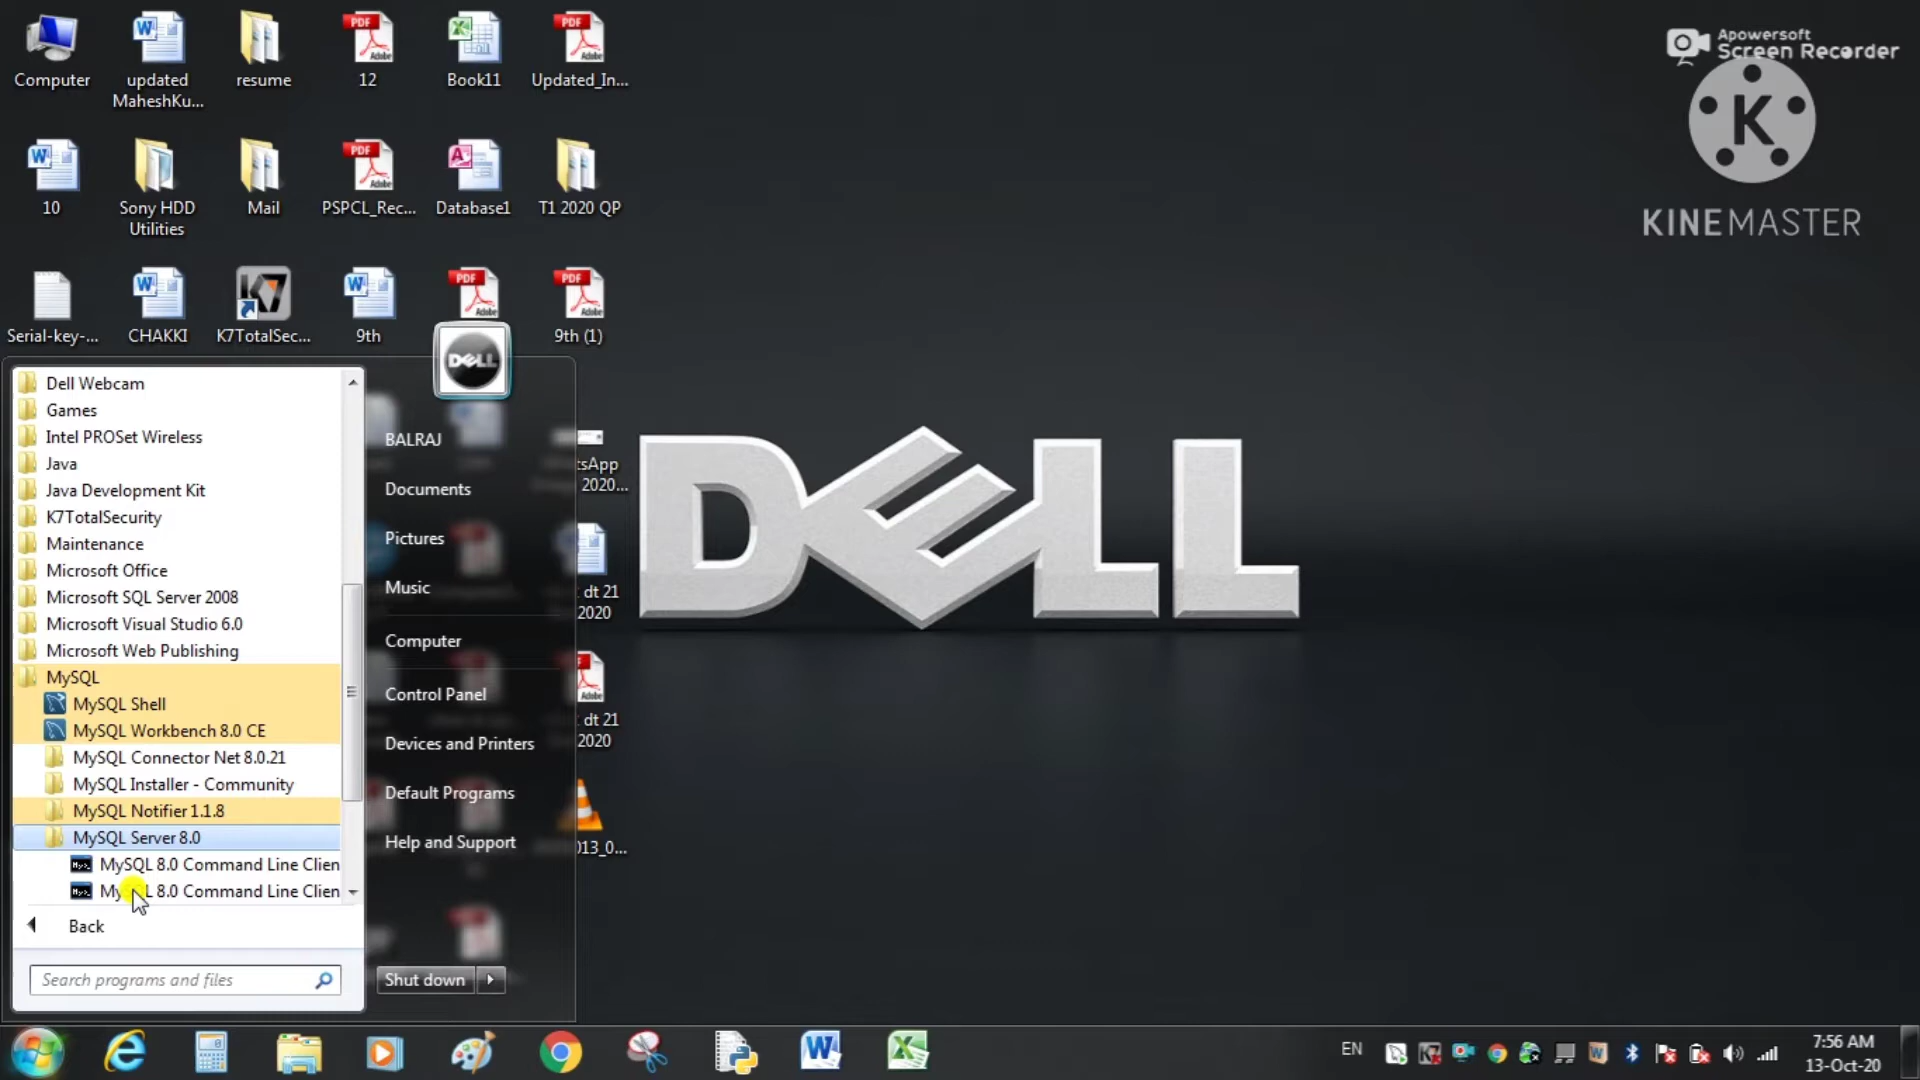 Computer
updated
MaheshKu...
resume
12
Book11
Updated_In...
Apowersoft
Screen Recorder
K
KINEMASTER
10
Sony HDD
Utilities
Mail
PSPCL_Rec...
Database1
T1 2020 QP
Serial-key-...
CHAKKI
K7TotalSec...
9th
9th (1)
DELL
Dell Webcam
Games
Intel PROSet Wireless
Java
Java Development Kit
K7TotalSecurity
Maintenance
Microsoft Office
Microsoft SQL Server 2008
Microsoft Visual Studio 6.0
Microsoft Web Publishing
MySQL
MySQL Shell
MySQL Workbench 8.0 CE
MySQL Connector Net 8.0.21
MySQL Installer - Community
MySQL Notifier 1.1.8
MySQL Server 8.0
MySQL 8.0 Command Line Clien
MySQL 8.0 Command Line Clien
Back
Search programs and files
BALRAJ
Documents
Pictures
Music
Computer
Control Panel
Devices and Printers
Default Programs
Help and Support
Shut down
tsApp
2020...
dt 21
2020
dt 21
2020
013_0...
DELL
EN
7:56 AM
13-Oct-20